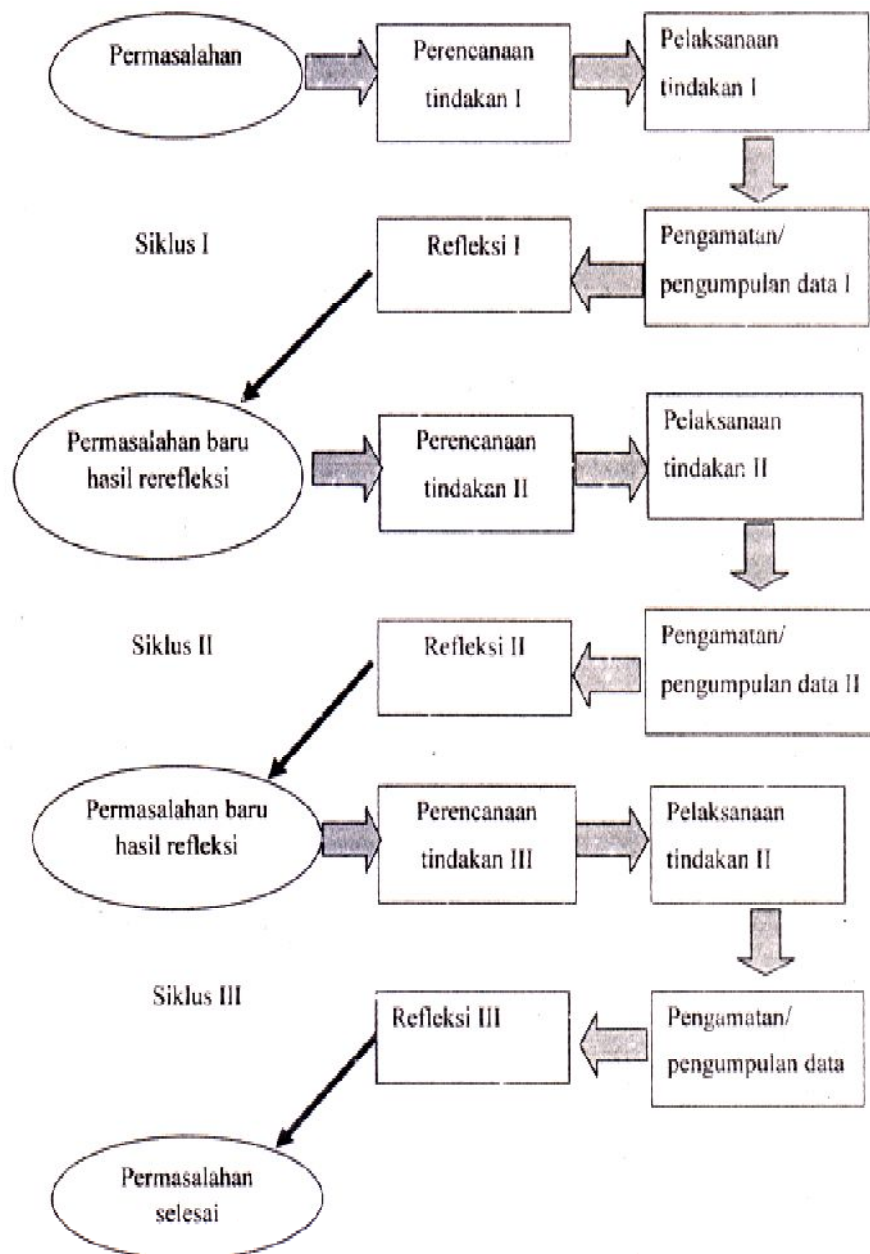 Permasalahan
Perencanaan
tindakan I
Pelaksanaan
tindakan I
Siklus I
Refleksi I
Pengamatan/
pengumpulan data I
Permasalahan baru
hasil rerefleksi
Perencanaan
tindakan II
Pelaksanaan
tindakan II
Siklus II
Refleksi II
Pengamatan/
pengumpulan data II
Permasalahan baru
hasil refleksi
Perencanaan
tindakan III
Pelaksanaan
tindakan II
Siklus III
Refleksi III
Pengamatan/
pengumpulan data
Permasalahan
selesai